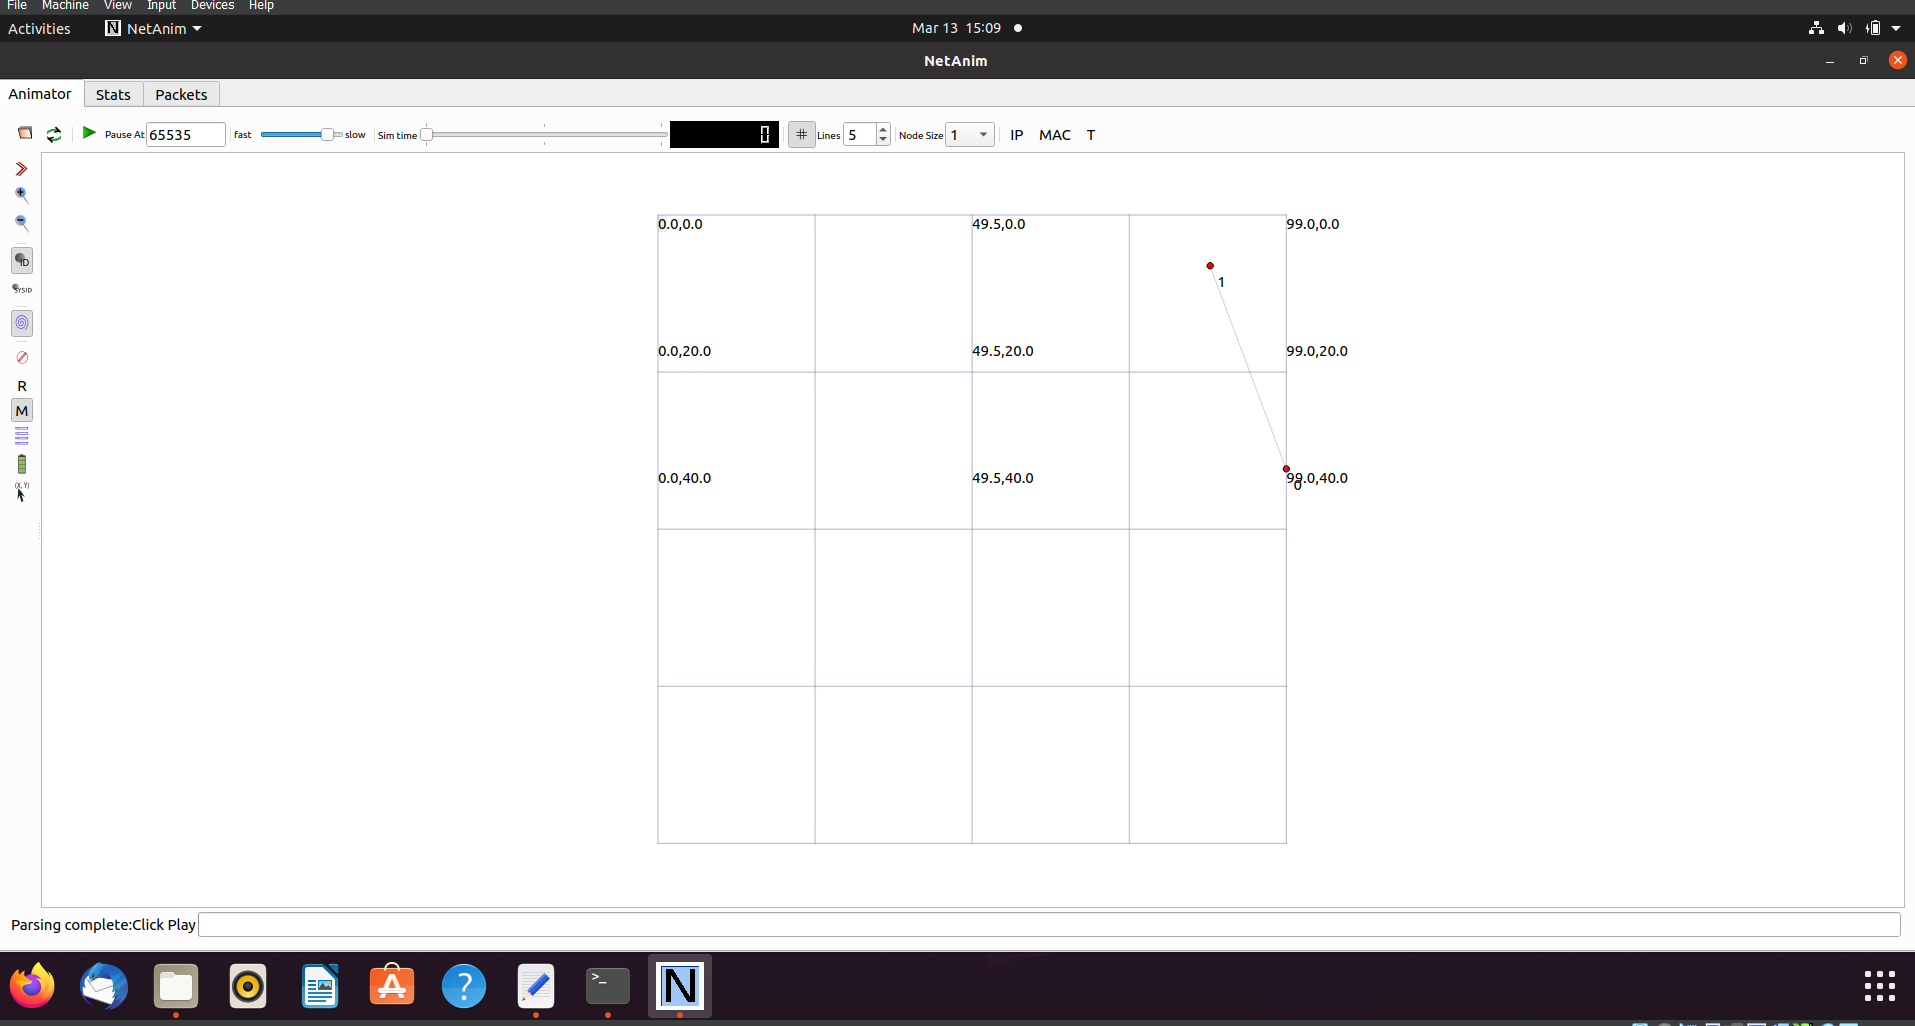 File Machine View Input Devices Help
Activities NetAnim Mar 13 15:09
NetAnim
Animator Stats Packets
Pause At 65535 fast slow Sim time 0 # Lines 5 Node Size 1 IP MAC T
ID
SYSID
R
M
(X, Y)
0.0,0.0 49.5,0.0 99.0,0.0
1
0.0,20.0 49.5,20.0 99.0,20.0
0.0,40.0 49.5,40.0 99.0,40.0
0
Parsing complete:Click Play